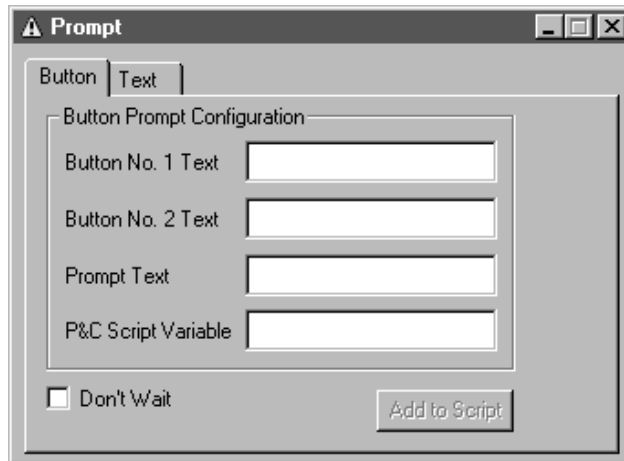 Prompt
Button Text
Button Prompt Configuration
Button No. 1 Text
Button No. 2 Text
Prompt Text
P&C Script Variable
Don't Wait Add to Script